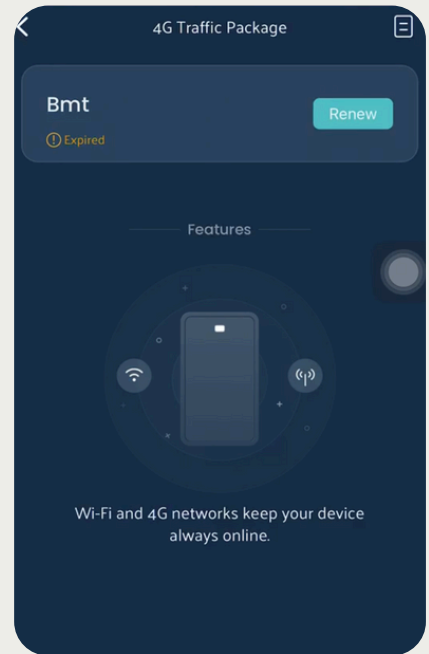 4G Traffic Package
Bmt
Renew
Expired
Features
Wi-Fi and 4G networks keep your device
always online.